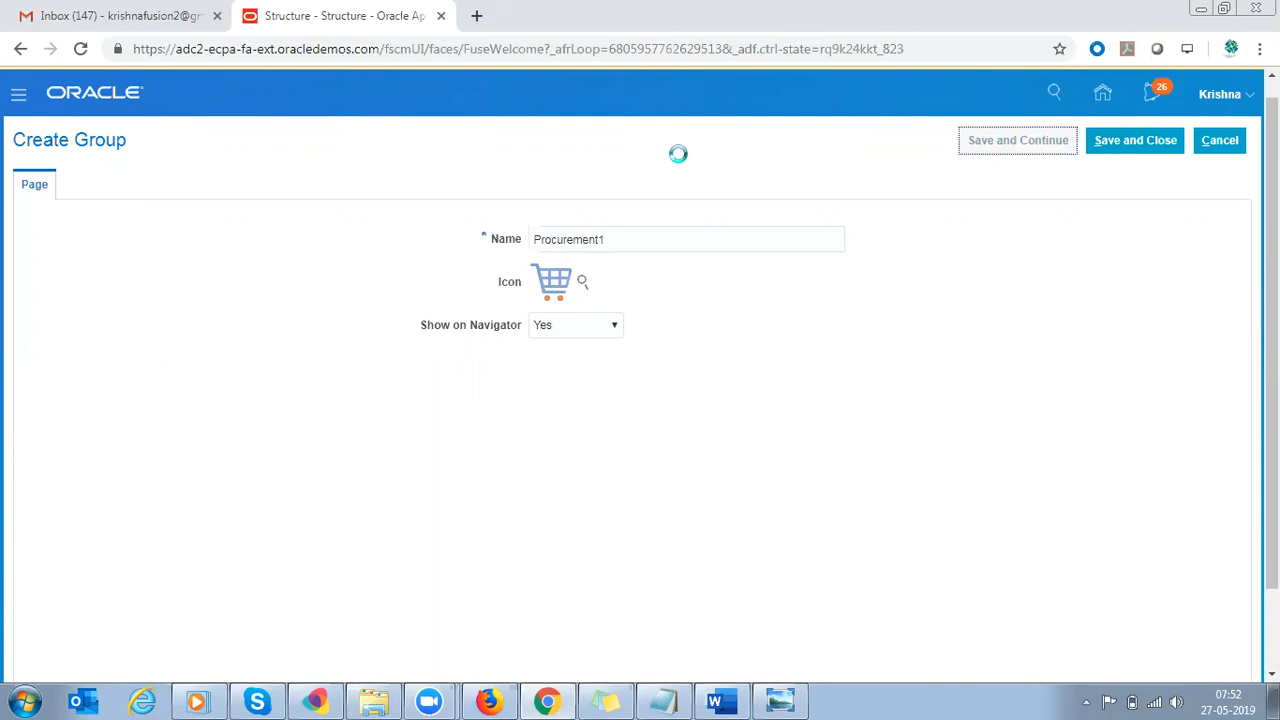 Inbox (147) - krishnafusion2@gm
Structure - Structure - Oracle Ap
https://adc2-ecpa-fa-ext.oracledemos.com/fscmUI/faces/FuseWelcome?_afrLoop=68059577626629513&_adf.ctrl-state=rq9k24kkt_823
ORACLE
26
Krishna
Create Group
Save and Continue
Save and Close
Cancel
Page
* Name
Procurement1
Icon
Show on Navigator
Yes
07:52
27-05-2019